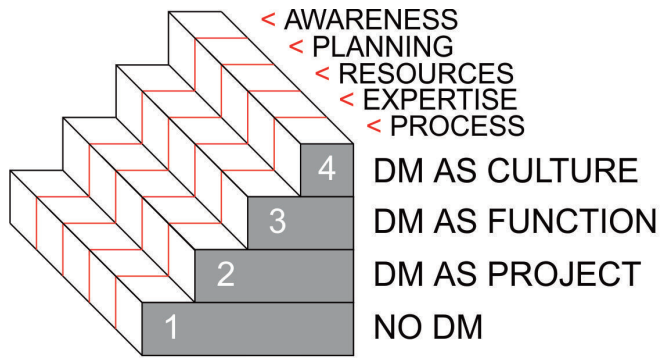 < AWARENESS
< PLANNING
< RESOURCES
< EXPERTISE
< PROCESS
4 DM AS CULTURE
3 DM AS FUNCTION
2 DM AS PROJECT
1 NO DM